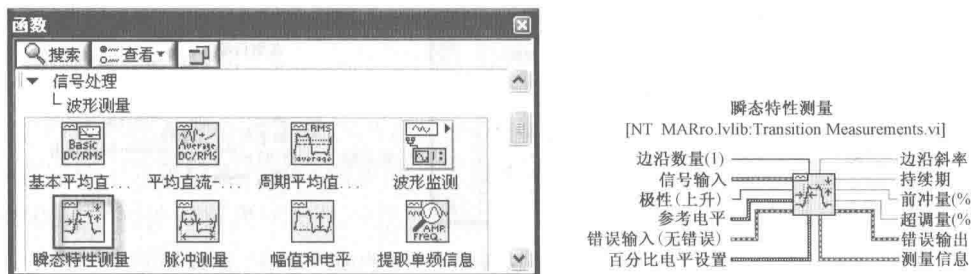 函数
搜索 查看
信号处理
波形测量
Basic DC/RMS
Average DC/RMS
RMS average
基本平均直... 平均直流-... 周期平均值... 波形监测
AMP FREQ.
瞬态特性测量 脉冲测量 幅值和电平 提取单频信息
瞬态特性测量
[NT_MARro.lvlib:Transition Measurements.vi]
边沿数量(1) 边沿斜率
信号输入 持续期
极性(上升) 前冲量(%
参考电平 超调量(%
错误输入(无错误) 错误输出
百分比电平设置 测量信息